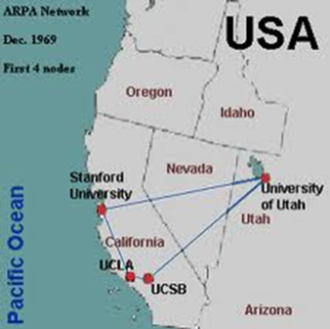 ARPA Network
Dec. 1969
First 4 nodes
USA
Oregon
Idaho
Nevada
Stanford
University
University
of Utah
Utah
California
UCLA
UCSB
Arizona
Pacific Ocean